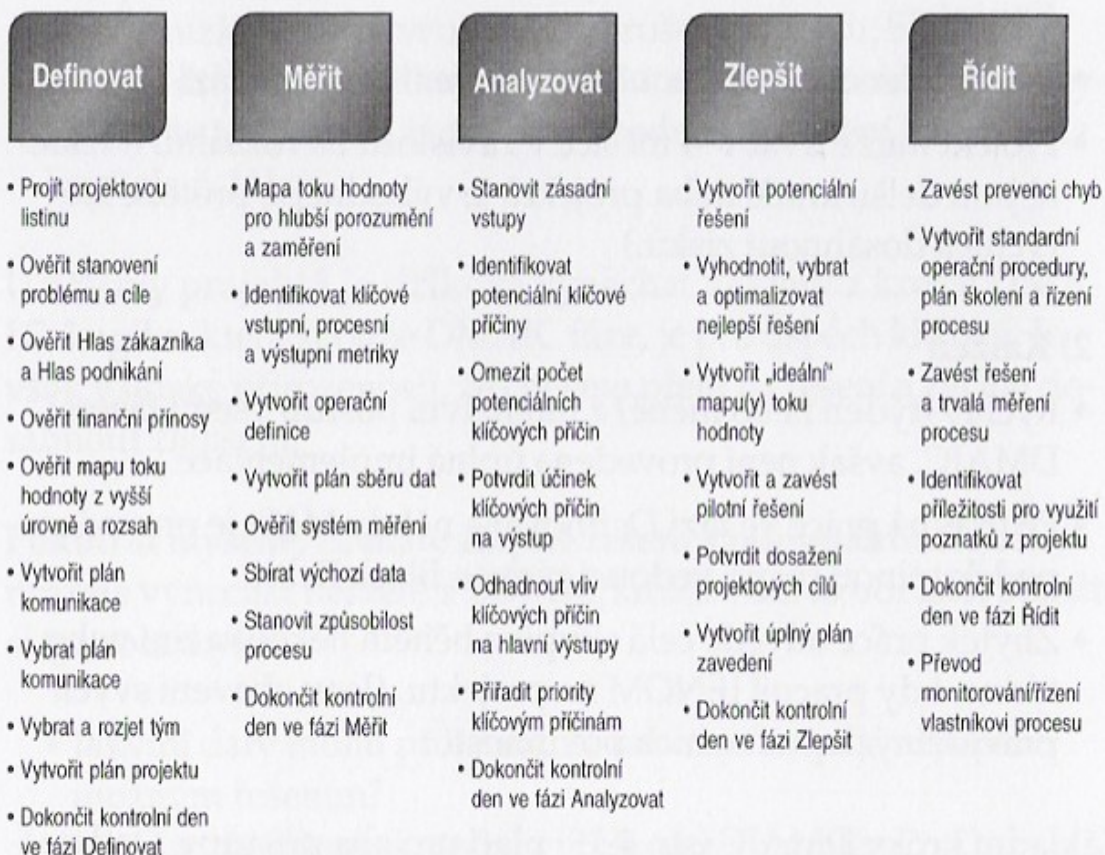 Definovat
• Projít projektovou
listinu
• Ověřit stanovení
problému a cíle
• Ověřit Hlas zákazníka
a Hlas podnikání
• Ověřit finanční přínosy
• Ověřit mapu toku
hodnoty z vyšší
úrovně a rozsah
• Vytvořit plán
komunikace
• Vybrat plán
komunikace
• Vybrat a rozjet tým
• Vytvořit plán projektu
• Dokončit kontrolní den
ve fázi Definovat
Měřit
• Mapa toku hodnoty
pro hlubší porozumění
a zaměření
• Identifikovat klíčové
vstupní, procesní
a výstupní metriky
• Vytvořit operační
definice
• Vytvořit plán sběru dat
• Ověřit systém měření
• Sbírat výchozí data
• Stanovit způsobilost
procesu
• Dokončit kontrolní
den ve fázi Měřit
Analyzovat
• Stanovit zásadní
vstupy
• Identifikovat
potenciální klíčové
příčiny
• Omezit počet
potenciálních
klíčových příčin
• Potvrdit účinek
klíčových příčin
na výstup
• Odhadnout vliv
klíčových příčin
na hlavní výstupy
• Přiřadit priority
klíčovým příčinám
• Dokončit kontrolní
den ve fázi Analyzovat
Zlepšit
• Vytvořit potenciální
řešení
• Vyhodnotit, vybrat
a optimalizovat
nejlepší řešení
• Vytvořit „ideální“
mapu(y) toku
hodnoty
• Vytvořit a zavést
pilotní řešení
• Potvrdit dosažení
projektových cílů
• Vytvořit úplný plán
zavedení
• Dokončit kontrolní
den ve fázi Zlepšit
Řídit
• Zavést prevenci chyb
• Vytvořit standardní
operační procedury,
plán školení a řízení
procesu
• Zavést řešení
a trvalá měření
procesu
• Identifikovat
příležitosti pro využití
poznatků z projektu
• Dokončit kontrolní
den ve fázi Řídit
• Převod
monitorování/řízení
vlastníkovi procesu